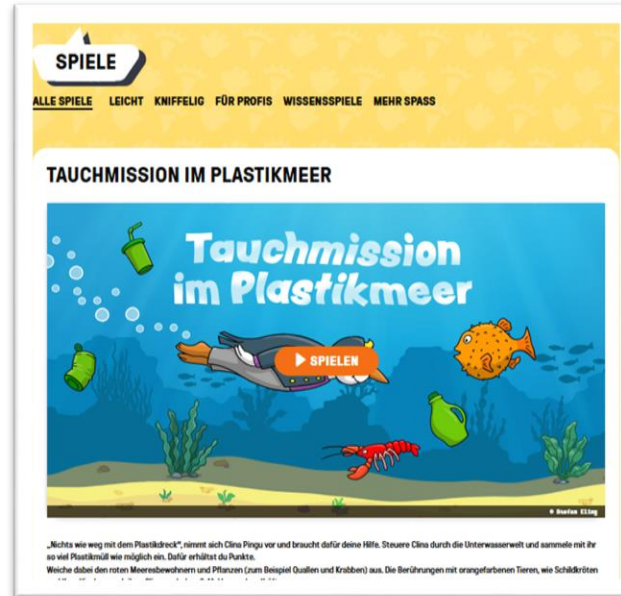 SPIELE
ALLE SPIELE LEICHT KNIFFELIG FÜR PROFIS WISSENSSPIELE MEHR SPASS
TAUCHMISSION IM PLASTIKMEER
Tauchmission
im Plastikmeer
SPIELEN
© Stefan Eling
„Nichts wie weg mit dem Plastikdreck", nimmt sich Clina Pingu vor und braucht dafür deine Hilfe. Steuere Clina durch die Unterwasserwelt und sammele mit ihr
so viel Plastikmüll wie möglich ein. Dafür erhältst du Punkte.
Weiche dabei den roten Meeresbewohnern und Pflanzen (zum Beispiel Quallen und Krabben) aus. Die Berührungen mit orangefarbenen Tieren, wie Schildkröten